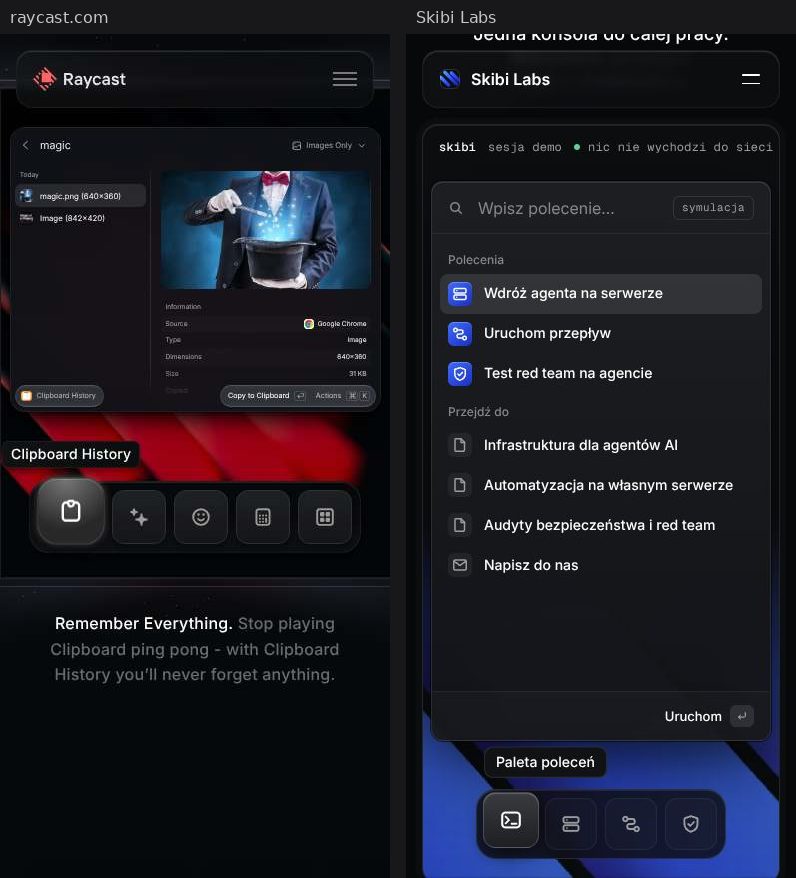 raycast.com
Raycast
magic
Images Only
Today
magic.png (640×360)
Image (842×420)
Information
Source
Google Chrome
Type
Image
Dimensions
640×360
Size
31 KB
Copied
Clipboard History
Copy to Clipboard
Actions
⌘ K
Clipboard History
Remember Everything. Stop playing
Clipboard ping pong - with Clipboard
History you’ll never forget anything.
Skibi Labs
Jedna konsola do całej pracy.
Skibi Labs
skibi sesja demo nic nie wychodzi do sieci
Wpisz polecenie...
symulacja
Polecenia
Wdróż agenta na serwerze
Uruchom przepływ
Test red team na agencie
Przejdź do
Infrastruktura dla agentów AI
Automatyzacja na własnym serwerze
Audyty bezpieczeństwa i red team
Napisz do nas
Uruchom
Paleta poleceń